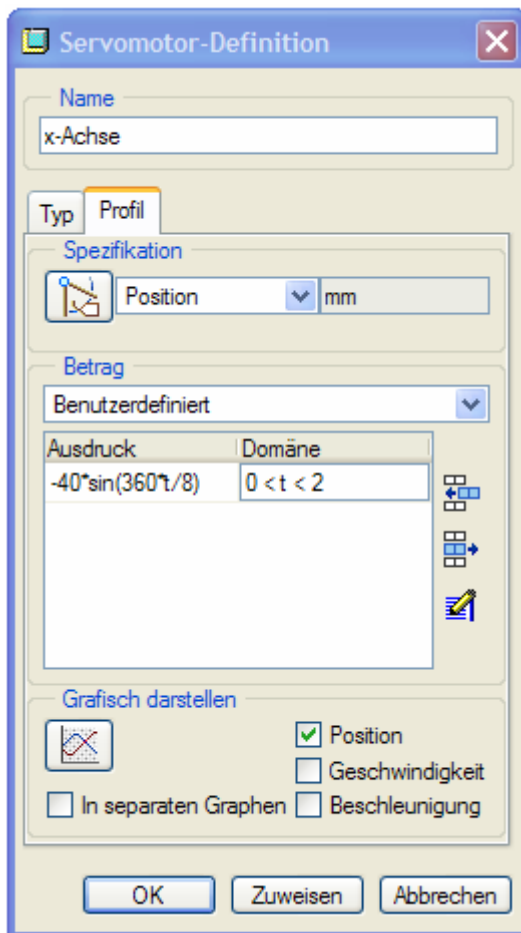 Servomotor-Definition
Name
x-Achse
Typ Profil
Spezifikation
Position mm
Betrag
Benutzerdefiniert
Ausdruck Domäne
-40*sin(360*t/8) 0 < t < 2
Grafisch darstellen
Position
Geschwindigkeit
In separaten Graphen Beschleunigung
OK Zuweisen Abbrechen